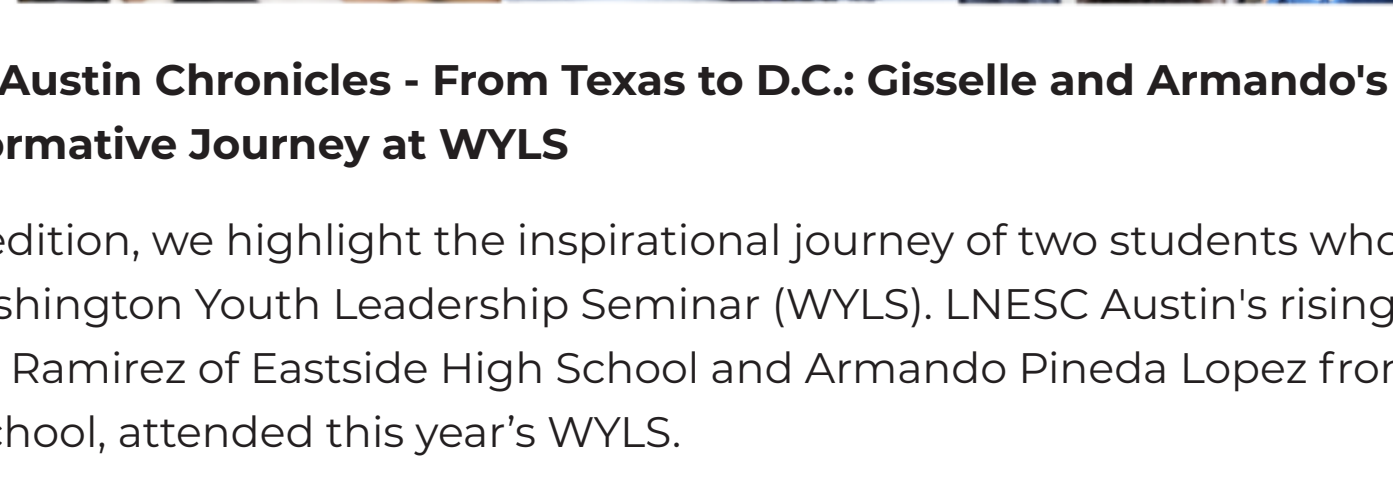 Austin Chronicles - From Texas to D.C.: Gisselle and Armando's
ormative Journey at WYLS
edition, we highlight the inspirational journey of two students who
shington Youth Leadership Seminar (WYLS). LNESC Austin's rising
Ramirez of Eastside High School and Armando Pineda Lopez from
chool, attended this year’s WYLS.